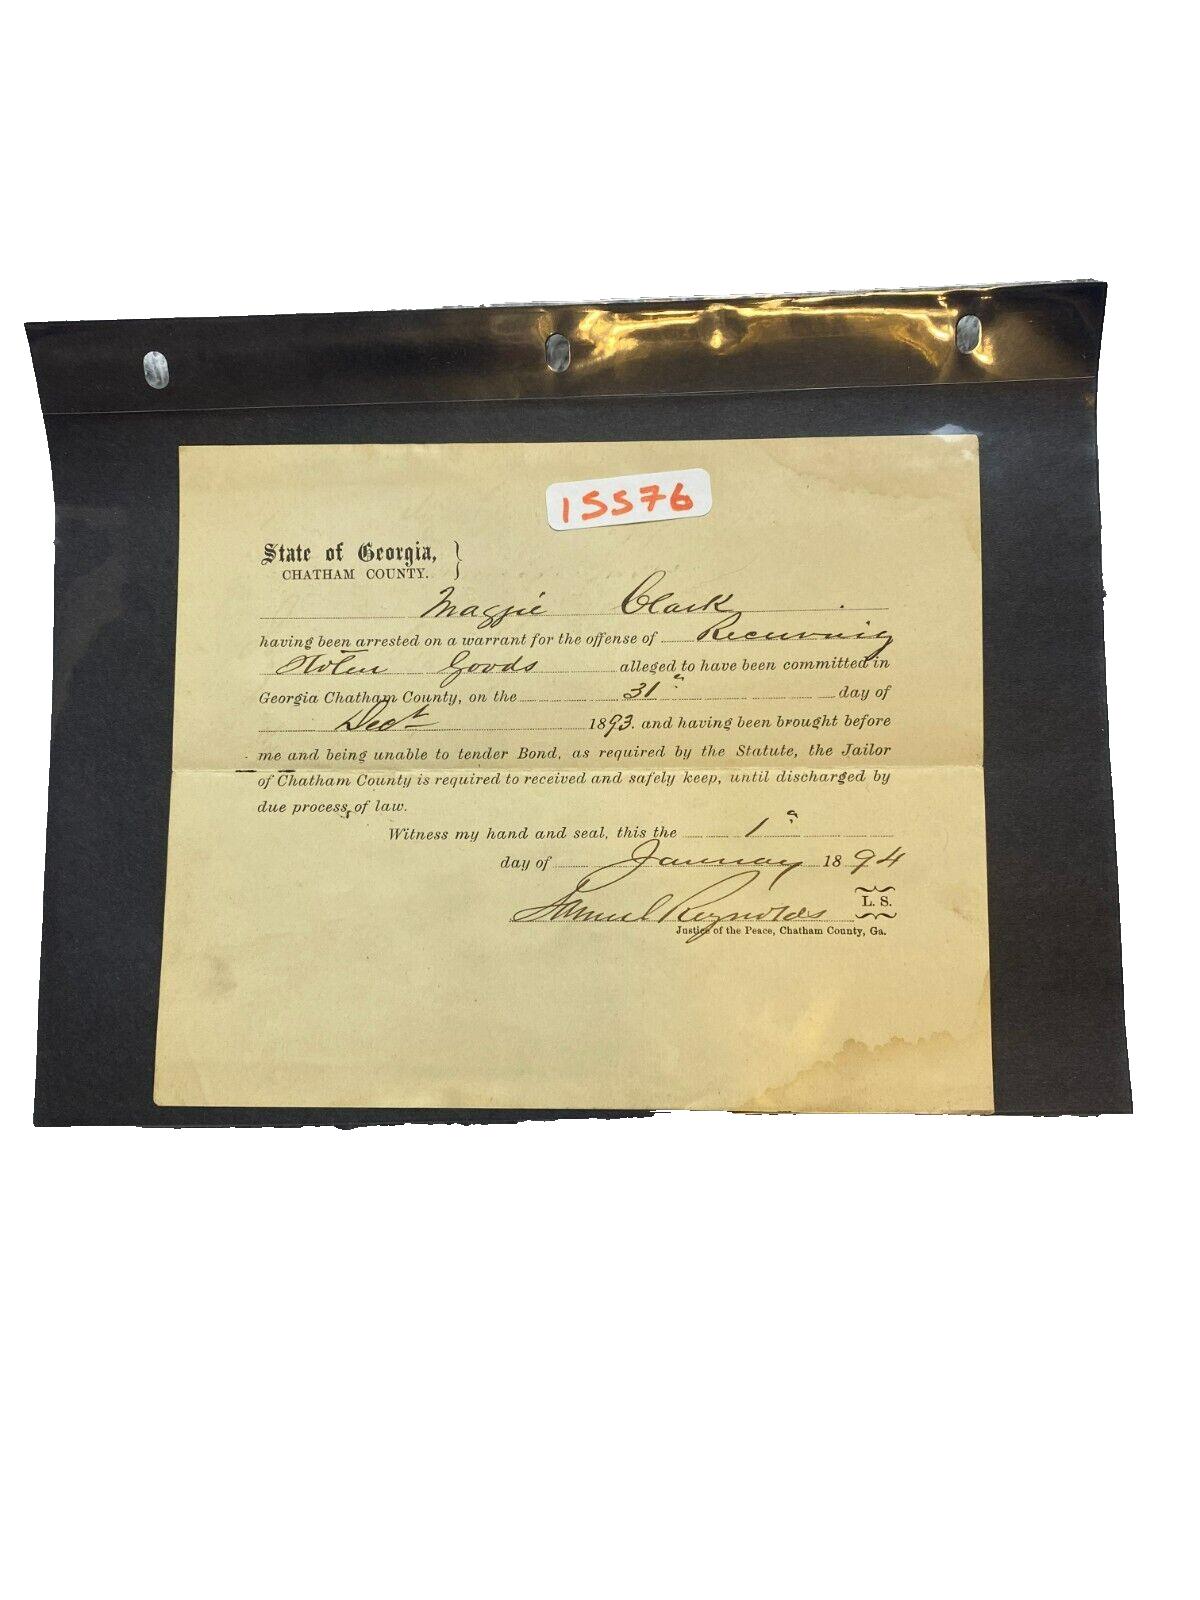 15576
State of Georgia,
CHATHAM COUNTY. }
Maggie Clark
having been arrested on a warrant for the offense of Receiving
Stolen Goods alleged to have been committed in
Georgia Chatham County, on the 31" day of
1893. and having been brought before
me and being unable to tender Bond, as required by the Statute, the Jailor
of Chatham County is required to received and safely keep, until discharged by
due process of law.
Witness my hand and seal, this the 1"
day of January 1894
Samuel Reynolds L. S.
Justice of the Peace, Chatham County, Ga.